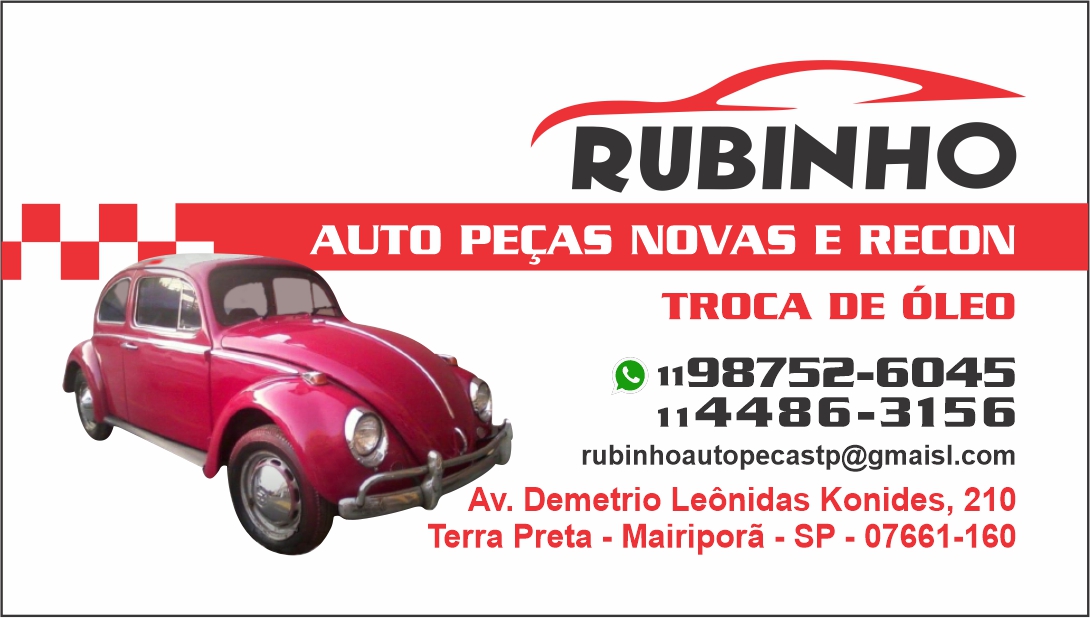 RUBINHO
AUTO PEÇAS NOVAS E RECON
TROCA DE ÓLEO
11 98752-6045
11 4486-3156
rubinhoautopecastp@gmaisl.com
Av. Demetrio Leônidas Konides, 210
Terra Preta - Mairiporã - SP - 07661-160